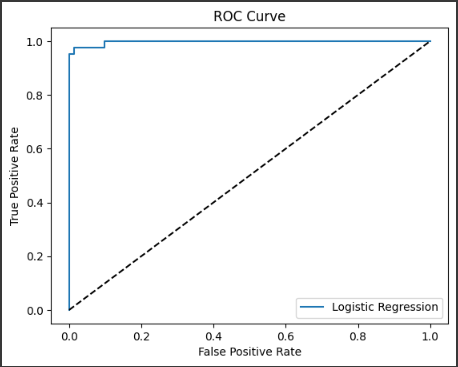 ROC Curve
1.0
0.8
0.6
0.4
0.2
0.0
True Positive Rate
Logistic Regression
0.0 0.2 0.4 0.6 0.8 1.0
False Positive Rate